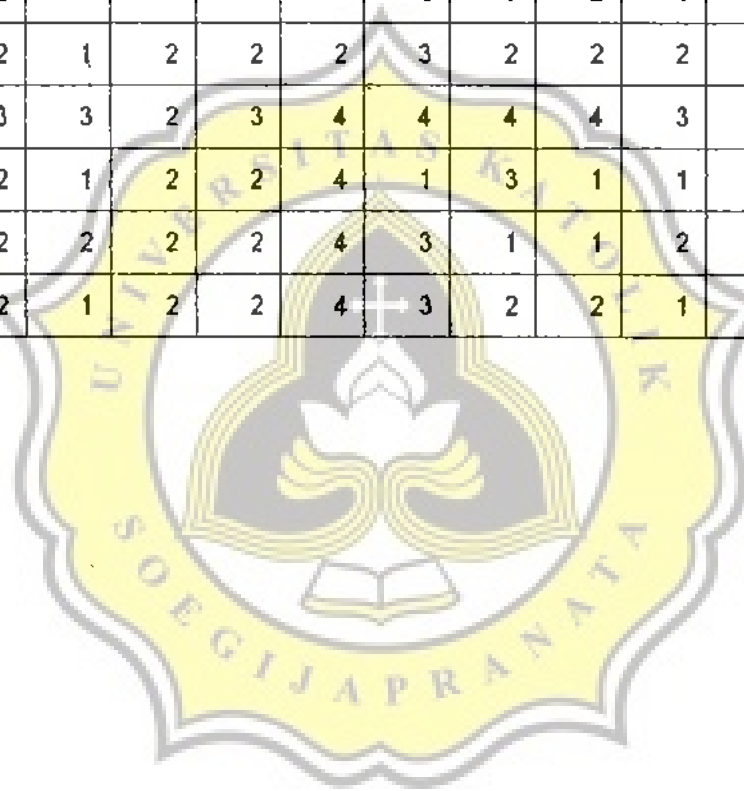 2 1 2 2 2 3 2 2 2
3 3 2 3 4 4 4 4 3
2 1 2 2 4 1 3 1 1
2 2 2 2 4 3 1 1 2
2 1 2 2 4 3 2 2 1
UNIVERSITAS KATOLIK
SOEGIJAPRANATA